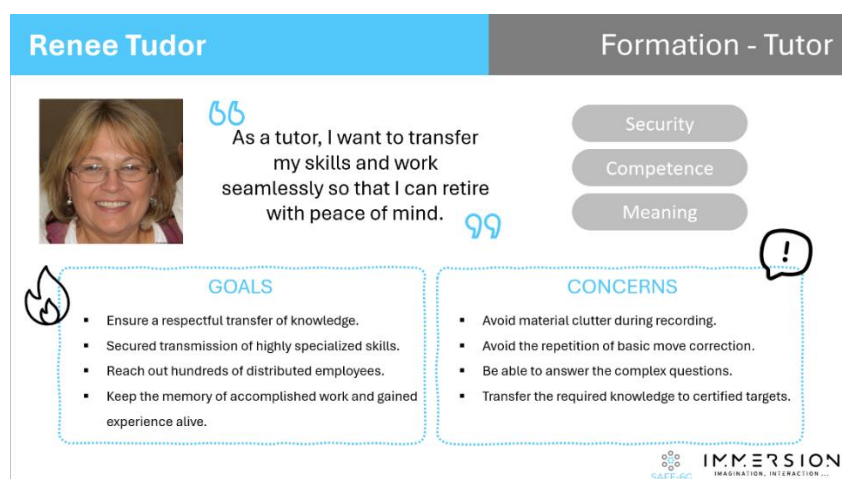 Renee Tudor
Formation - Tutor
As a tutor, I want to transfer
my skills and work
seamlessly so that I can retire
with peace of mind.
Security
Competence
Meaning
GOALS
▪ Ensure a respectful transfer of knowledge.
▪ Secured transmission of highly specialized skills.
▪ Reach out hundreds of distributed employees.
▪ Keep the memory of accomplished work and gained
experience alive.
CONCERNS
▪ Avoid material clutter during recording.
▪ Avoid the repetition of basic move correction.
▪ Be able to answer the complex questions.
▪ Transfer the required knowledge to certified targets.
SAFE-6G
IMMERSION
IMAGINATION, INTERACTION ...